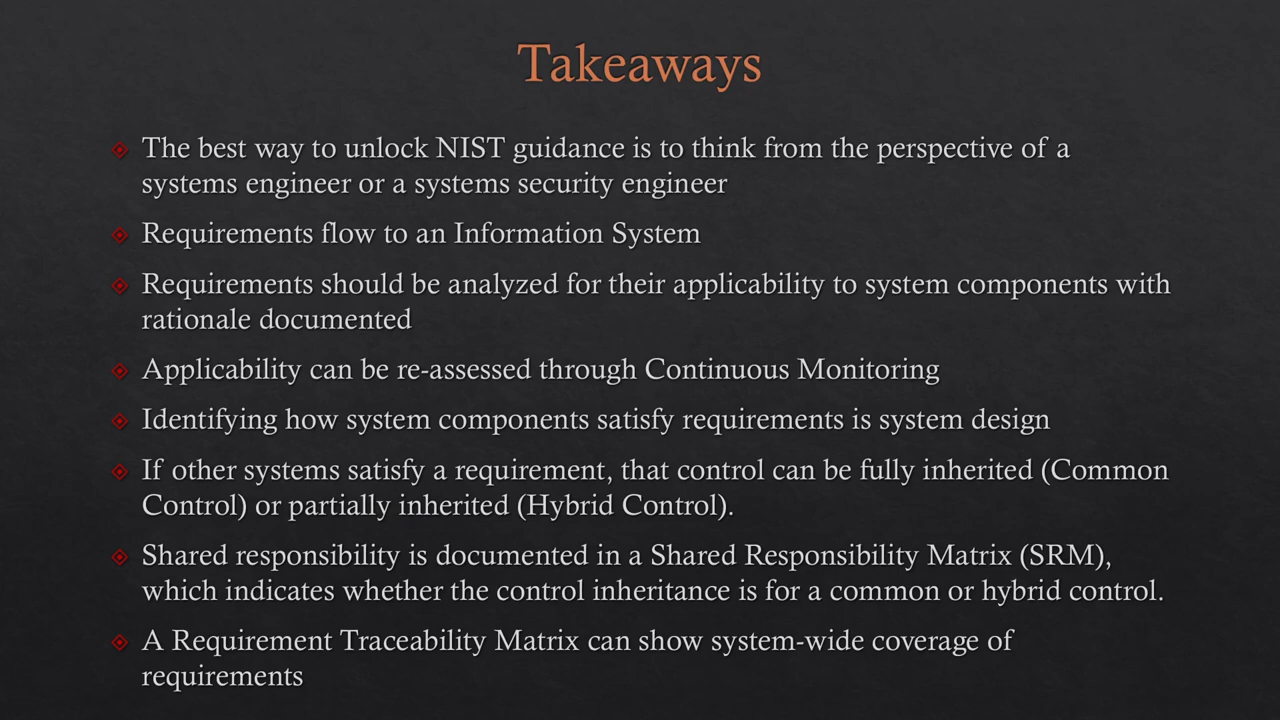 Takeaways
The best way to unlock NIST guidance is to think from the perspective of a
systems engineer or a systems security engineer
Requirements flow to an Information System
Requirements should be analyzed for their applicability to system components with
rationale documented
Applicability can be re-assessed through Continuous Monitoring
Identifying how system components satisfy requirements is system design
If other systems satisfy a requirement, that control can be fully inherited (Common
Control) or partially inherited (Hybrid Control).
Shared responsibility is documented in a Shared Responsibility Matrix (SRM),
which indicates whether the control inheritance is for a common or hybrid control.
A Requirement Traceability Matrix can show system-wide coverage of
requirements